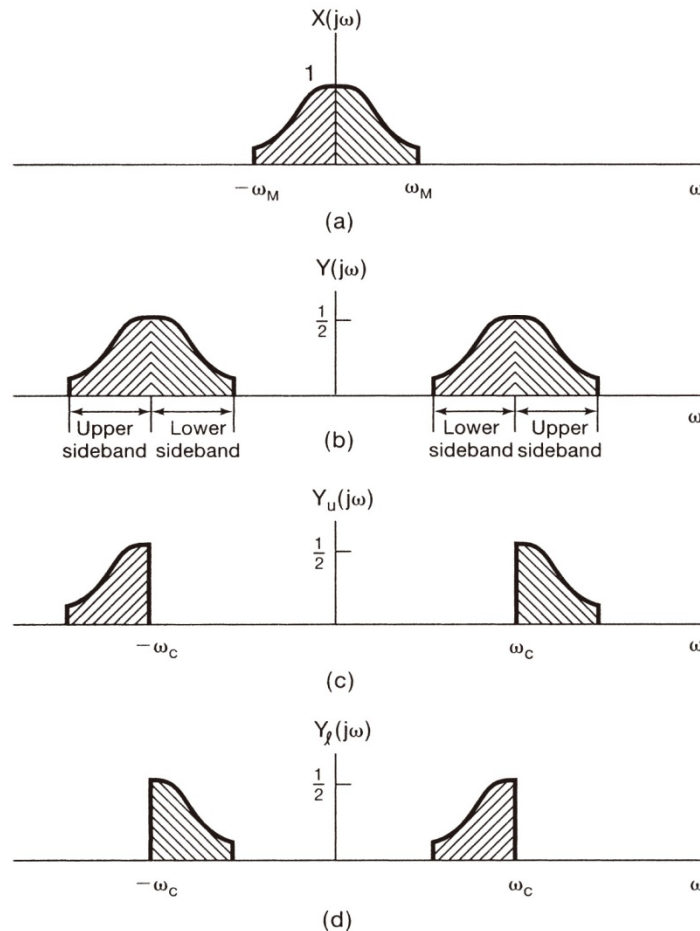 X(jω)
1
−ω_M ω_M ω
(a)
Y(jω)
1/2
ω
Upper sideband Lower sideband Lower sideband Upper sideband
(b)
Y_u(jω)
1/2
−ω_c ω_c ω
(c)
Y_ℓ(jω)
1/2
−ω_c ω_c ω
(d)